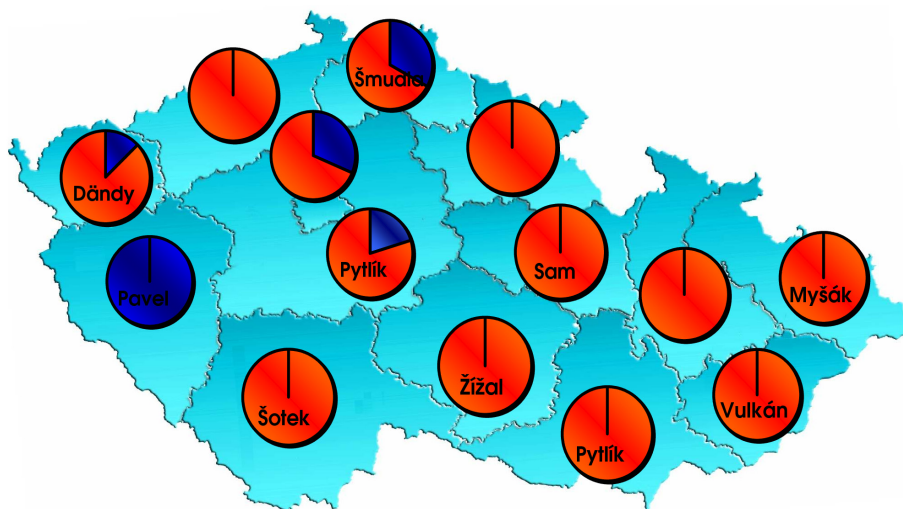 Šmudla
Dändy
Pytlík
Sam
Pavel
Myšák
Žížal
Vulkán
Šotek
Pytlík